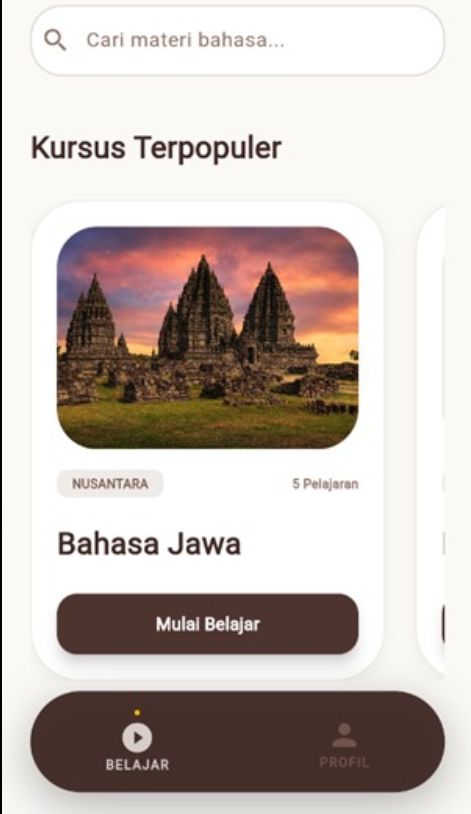 Cari materi bahasa...
Kursus Terpopuler
NUSANTARA
5 Pelajaran
Bahasa Jawa
Mulai Belajar
BELAJAR
PROFIL